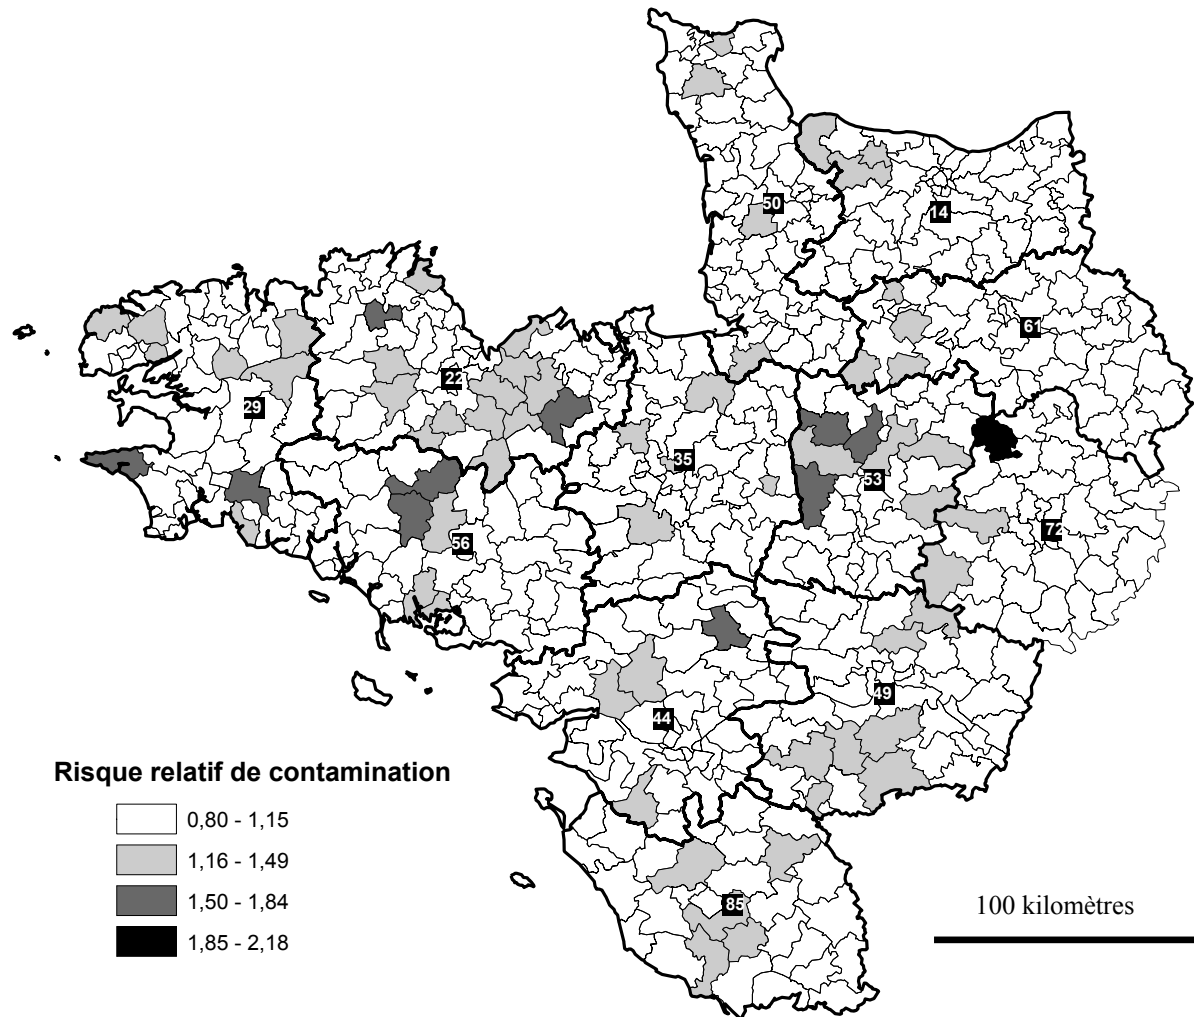 50
14
61
22
29
35
53
72
56
49
44
85
Risque relatif de contamination
0,80 - 1,15
1,16 - 1,49
1,50 - 1,84
1,85 - 2,18
100 kilomètres